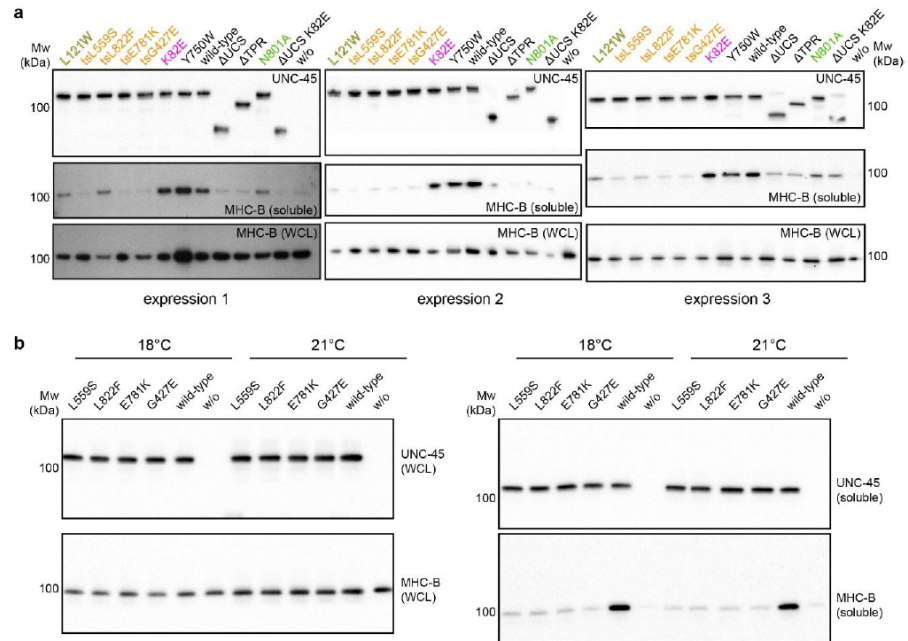 a
Mw
(kDa)
L121W
tsL559S
tsL822F
tsE781K
tsG427E
K82E
Y750W
wild-type
ΔUCS
ΔTPR
N801A
ΔUCS K82E
w/o
UNC-45
100
MHC-B (soluble)
100
MHC-B (WCL)
100
expression 1
L121W
tsL559S
tsL822F
tsE781K
tsG427E
K82E
Y750W
wild-type
ΔUCS
ΔTPR
N801A
ΔUCS K82E
w/o
UNC-45
MHC-B (soluble)
MHC-B (WCL)
expression 2
L121W
tsL559S
tsL822F
tsE781K
tsG427E
K82E
Y750W
wild-type
ΔUCS
ΔTPR
N801A
ΔUCS K82E
w/o
Mw
(kDa)
UNC-45
100
MHC-B (soluble)
100
MHC-B (WCL)
100
expression 3
b
18°C
21°C
Mw
(kDa)
L559S
L822F
E781K
G427E
wild-type
w/o
L559S
L822F
E781K
G427E
wild-type
w/o
100
UNC-45
(WCL)
100
MHC-B
(WCL)
18°C
21°C
Mw
(kDa)
L559S
L822F
E781K
G427E
wild-type
w/o
L559S
L822F
E781K
G427E
wild-type
w/o
100
UNC-45
(soluble)
100
MHC-B
(soluble)